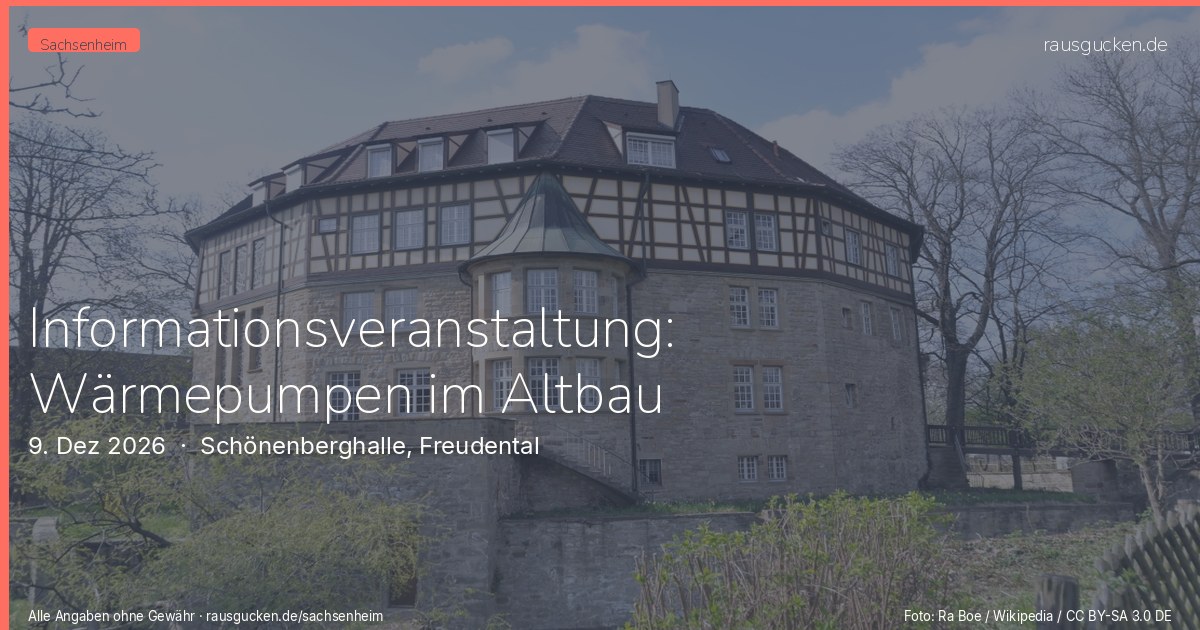 Sachsenheim
rausgucken.de
Informationsveranstaltung:
Wärmepumpen im Altbau
9. Dez 2026 · Schönenberghalle, Freudental
Alle Angaben ohne Gewähr · rausgucken.de/sachsenheim
Foto: Ra Boe / Wikipedia / CC BY-SA 3.0 DE